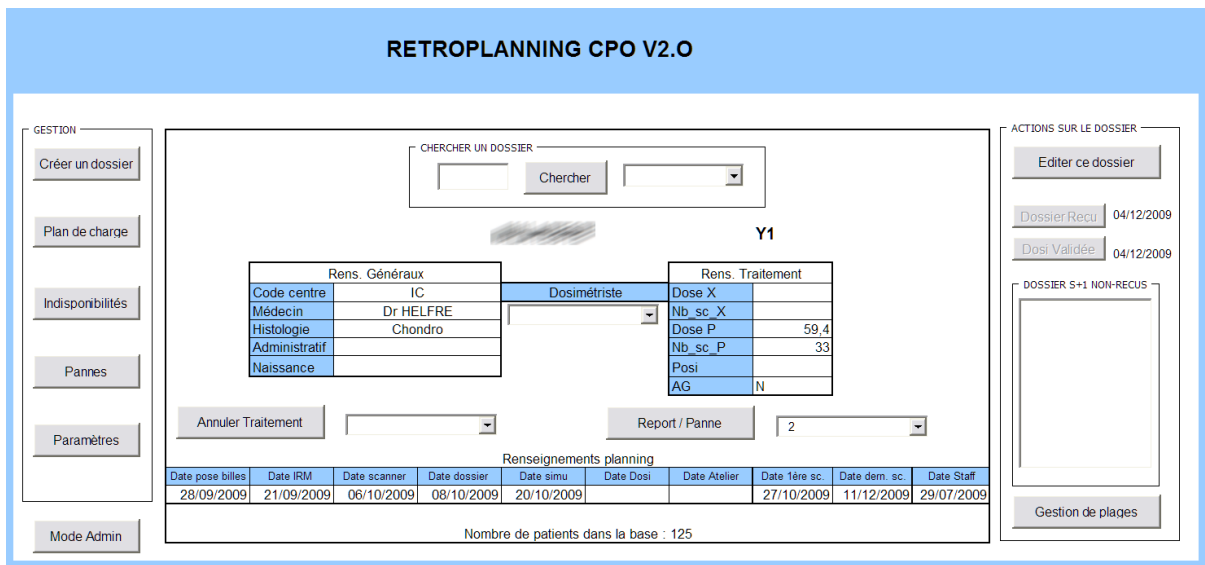 RETROPLANNING CPO V2.O
GESTION
Créer un dossier
Plan de charge
Indisponibilités
Pannes
Paramètres
Mode Admin
CHERCHER UN DOSSIER
Chercher
Y1
Rens. Généraux
Code centre IC
Médecin Dr HELFRE
Histologie Chondro
Administratif
Naissance
Dosimétriste
Rens. Traitement
Dose X
Nb_sc_X
Dose P 59,4
Nb_sc_P 33
Posi
AG N
Annuler Traitement
Report / Panne 2
Renseignements planning
Date pose billes Date IRM Date scanner Date dossier Date simu Date Dosi Date Atelier Date 1ère sc. Date dern. sc. Date Staff
28/09/2009 21/09/2009 06/10/2009 08/10/2009 20/10/2009 27/10/2009 11/12/2009 29/07/2009
Nombre de patients dans la base : 125
ACTIONS SUR LE DOSSIER
Editer ce dossier
Dossier Recu 04/12/2009
Dosi Validée 04/12/2009
DOSSIER S+1 NON-RECUS
Gestion de plages